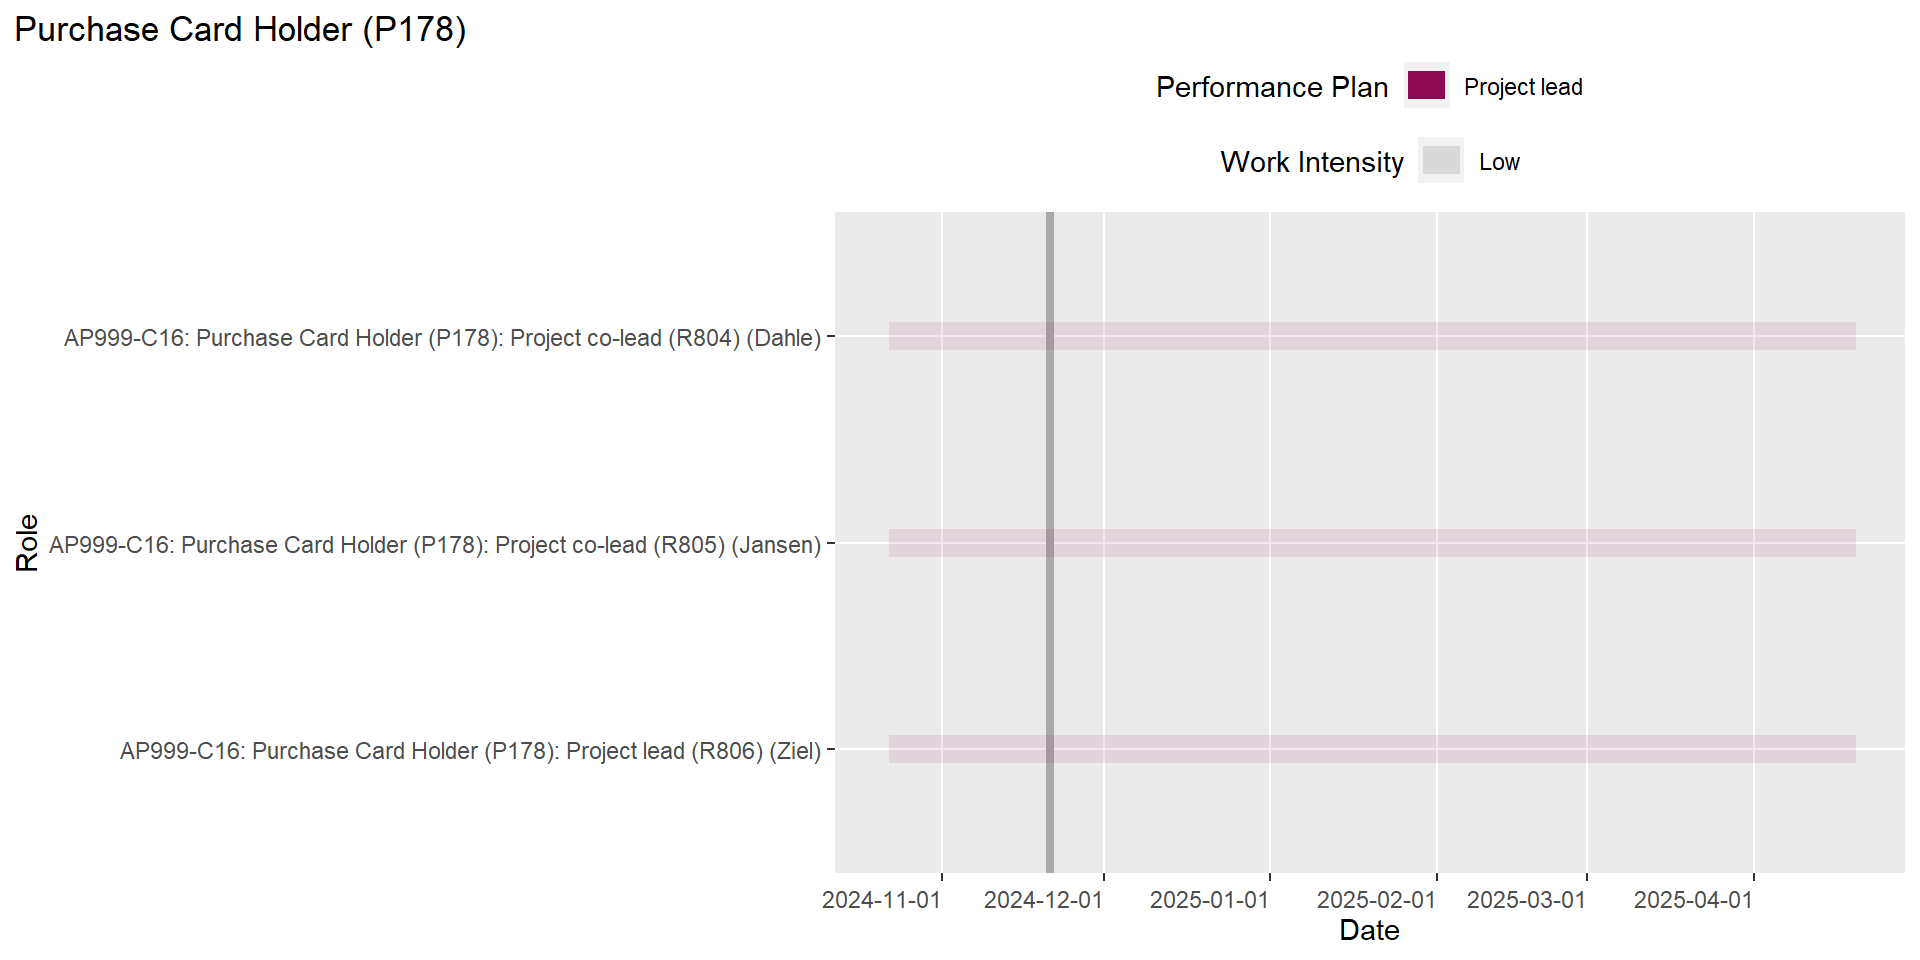 Purchase Card Holder (P178)
Performance Plan Project lead
Work Intensity Low
AP999-C16: Purchase Card Holder (P178): Project co-lead (R804) (Dahle)
AP999-C16: Purchase Card Holder (P178): Project co-lead (R805) (Jansen)
AP999-C16: Purchase Card Holder (P178): Project lead (R806) (Ziel)
Role
2024-11-01 2024-12-01 2025-01-01 2025-02-01 2025-03-01 2025-04-01
Date